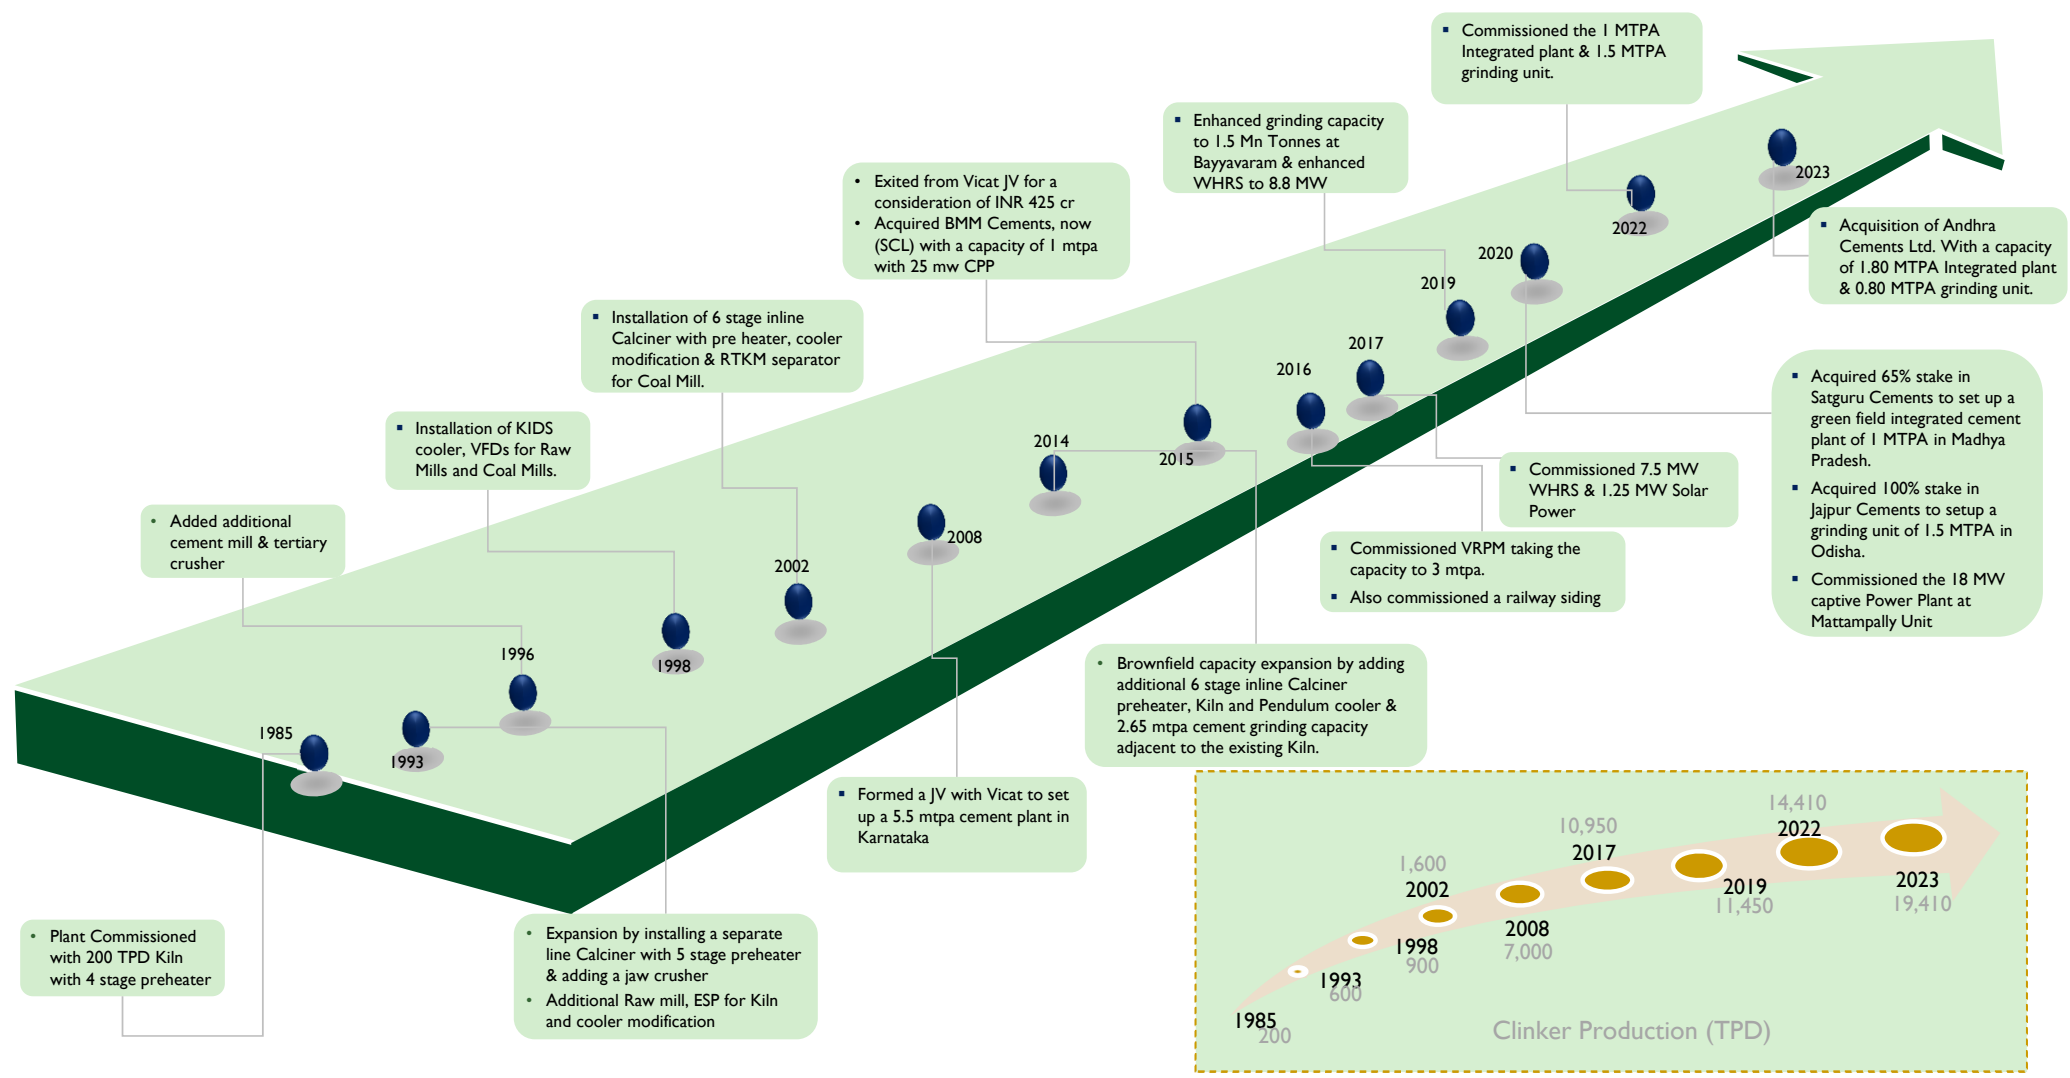 Commissioned the 1 MTPA
Integrated plant & 1.5 MTPA
grinding unit.
Enhanced grinding capacity
to 1.5 Mn Tonnes at
Bayyavaram & enhanced
WHRS to 8.8 MW
2023
• Exited from Vicat JV for a
consideration of INR 425 cr
• Acquired BMM Cements, now
(SCL) with a capacity of 1 mtpa
with 25 mw CPP
2022
Acquisition of Andhra
Cements Ltd. With a capacity
of 1.80 MTPA Integrated plant
& 0.80 MTPA grinding unit.
2020
2019
Installation of 6 stage inline
Calciner with pre heater, cooler
modification & RTKM separator
for Coal Mill.
2017
2016
Acquired 65% stake in
Satguru Cements to set up a
green field integrated cement
plant of 1 MTPA in Madhya
Pradesh.
Acquired 100% stake in
Jajpur Cements to setup a
grinding unit of 1.5 MTPA in
Odisha.
Commissioned the 18 MW
captive Power Plant at
Mattampally Unit
Installation of KIDS
cooler, VFDs for Raw
Mills and Coal Mills.
2014
2015
Commissioned 7.5 MW
WHRS & 1.25 MW Solar
Power
• Added additional
cement mill & tertiary
crusher
2008
Commissioned VRPM taking the
capacity to 3 mtpa.
Also commissioned a railway siding
2002
1996
1998
• Brownfield capacity expansion by adding
additional 6 stage inline Calciner
preheater, Kiln and Pendulum cooler &
2.65 mtpa cement grinding capacity
adjacent to the existing Kiln.
1985
1993
Formed a JV with Vicat to set
up a 5.5 mtpa cement plant in
Karnataka
• Plant Commissioned
with 200 TPD Kiln
with 4 stage preheater
• Expansion by installing a separate
line Calciner with 5 stage preheater
& adding a jaw crusher
• Additional Raw mill, ESP for Kiln
and cooler modification
14,410
2022
10,950
2017
1,600
2002
2019
11,450
2023
19,410
2008
7,000
1998
900
1993
600
1985
200
Clinker Production (TPD)